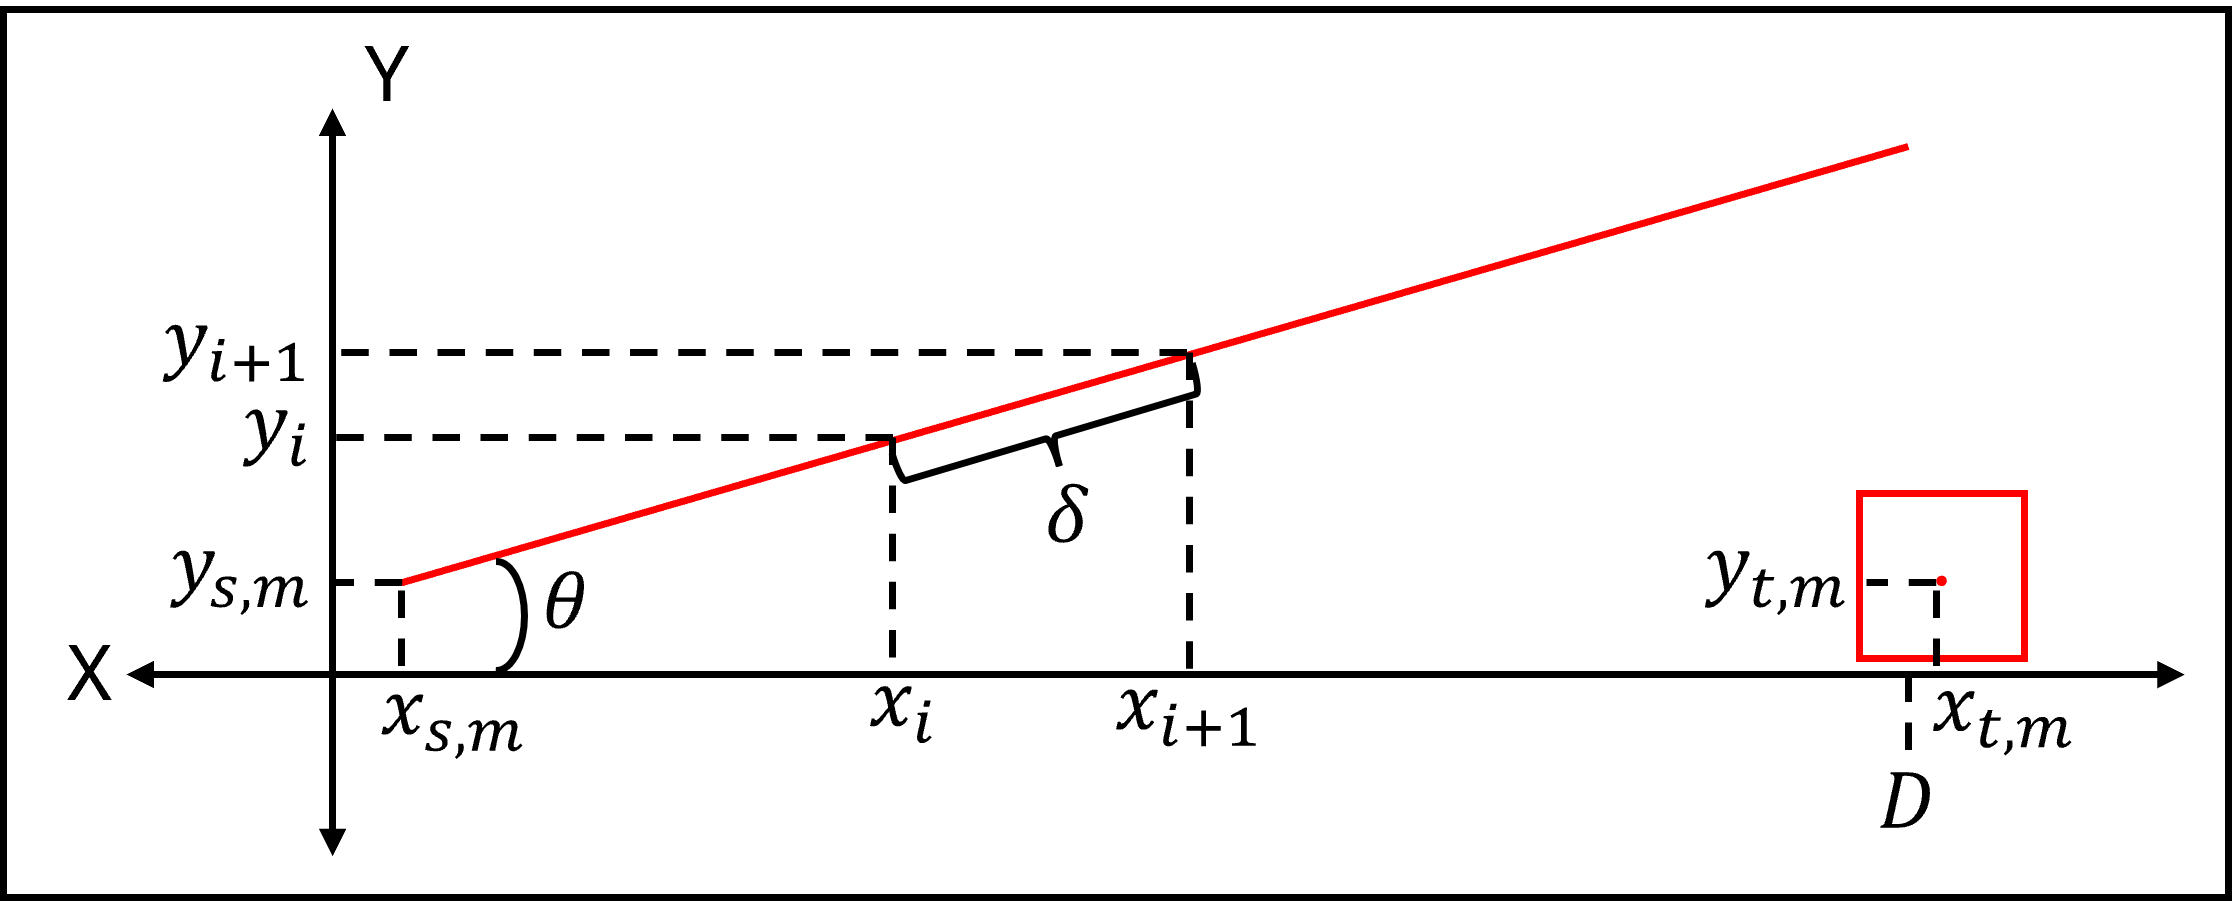 Y
y_{i+1}
y_i
δ
y_{s,m}
θ
y_{t,m}
X
x_{s,m}
x_i
x_{i+1}
x_{t,m}
D